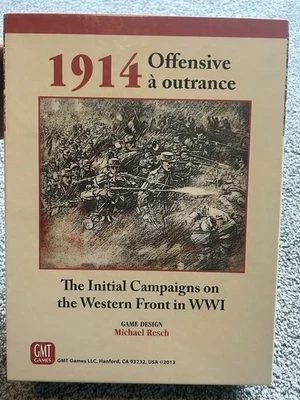 1914 Offensive
à outrance
The Initial Campaigns on
the Western Front in WWI
GAME DESIGN
Michael Resch
GMT
GAMES
GMT Games LLC, Hanford, CA 93232, USA ©2013